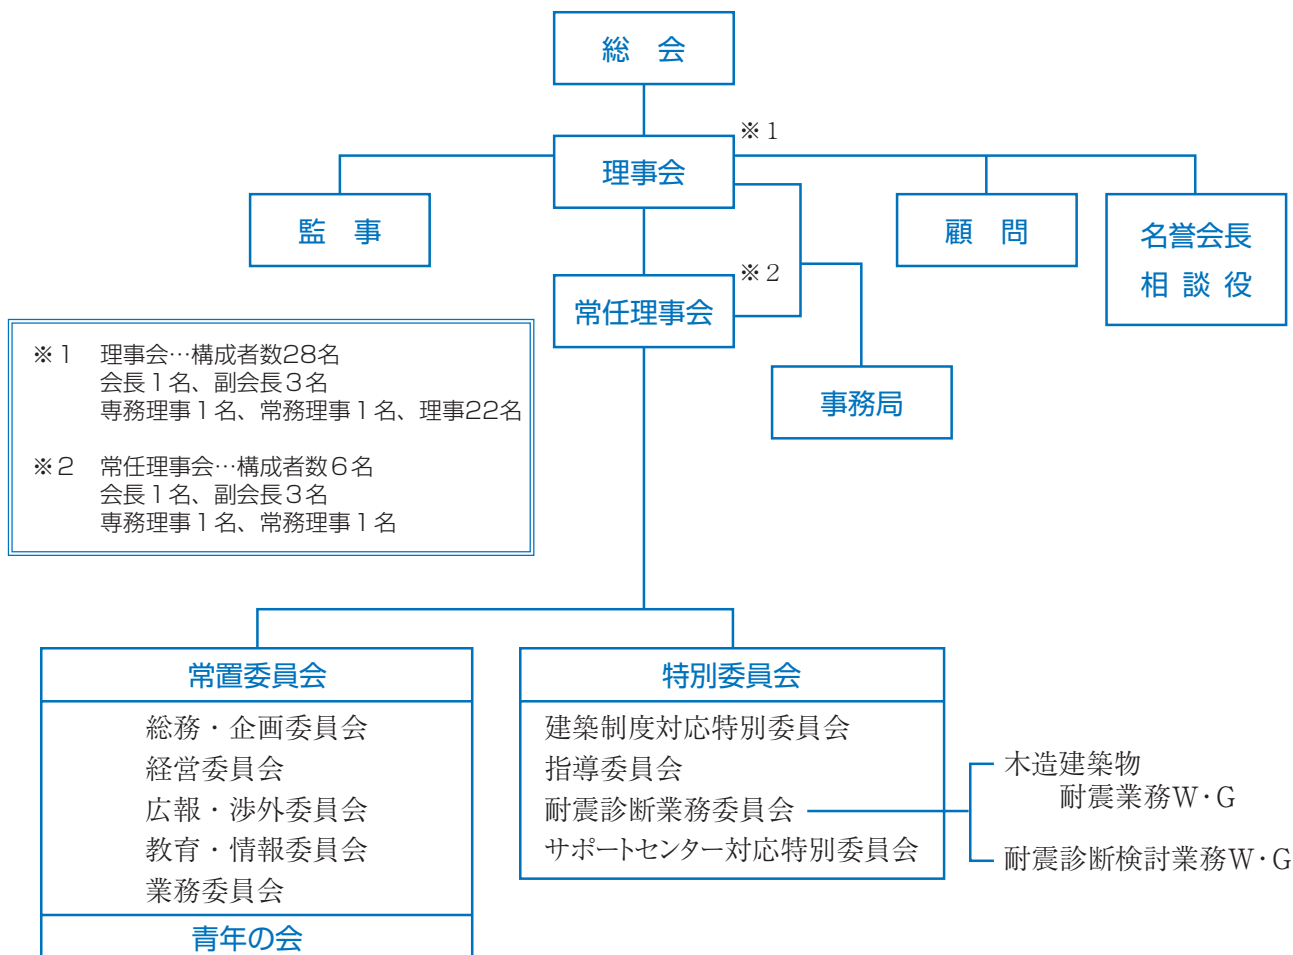 総　会
※１
理事会
監　事
顧　問
名誉会長
相 談 役
※２
常任理事会
事務局
※１　理事会…構成者数28名
会長１名、副会長３名
専務理事１名、常務理事１名、理事22名
※２　常任理事会…構成者数６名
会長１名、副会長３名
専務理事１名、常務理事１名
常置委員会
総務・企画委員会
経営委員会
広報・渉外委員会
教育・情報委員会
業務委員会
青年の会
特別委員会
建築制度対応特別委員会
指導委員会
耐震診断業務委員会
サポートセンター対応特別委員会
木造建築物
耐震業務W・G
耐震診断検討業務W・G